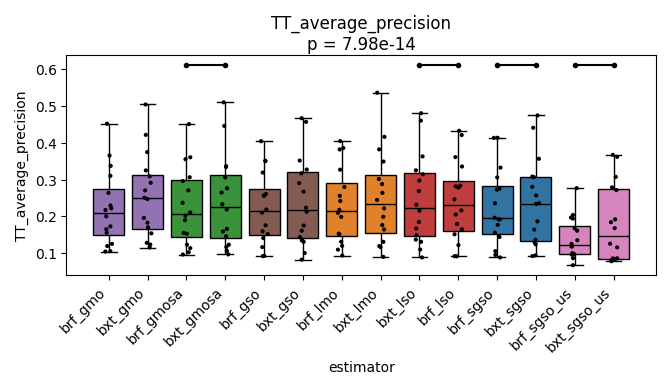 TT_average_precision
p = 7.98e-14
TT_average_precision
0.6
0.5
0.4
0.3
0.2
0.1
brf_gmo
bxt_gmo
brf_gmosa
bxt_gmosa
brf_gso
bxt_gso
brf_lmo
bxt_lmo
bxt_lso
brf_lso
brf_sgso
bxt_sgso
brf_sgso_us
bxt_sgso_us
estimator